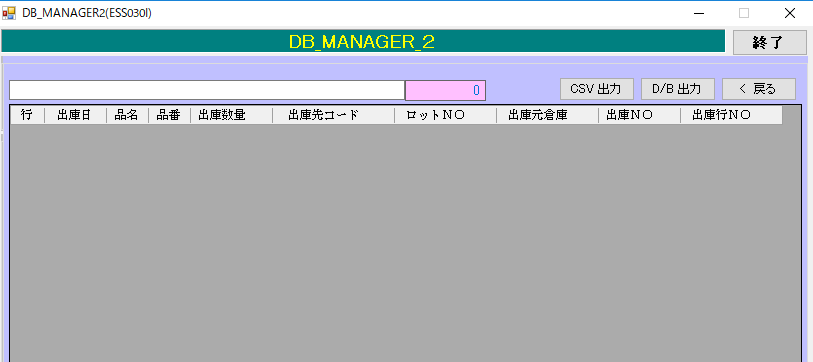 DB_MANAGER2(ESS030I)
DB_MANAGER_2
終了
0
CSV 出力
D/B 出力
< 戻る
行 出庫日 品名 品番 出庫数量 出庫先コード ロットNO 出庫元倉庫 出庫NO 出庫行NO